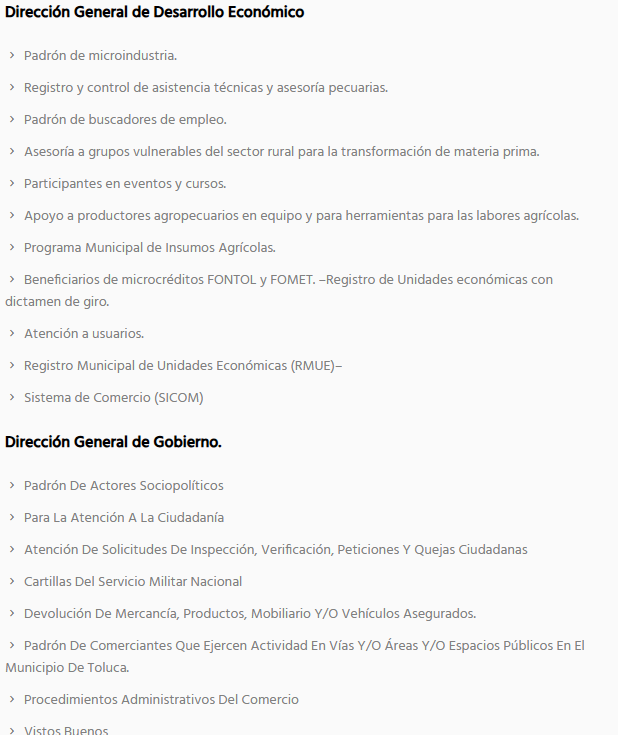 Dirección General de Desarrollo Económico
Padrón de microindustria.
Registro y control de asistencia técnicas y asesoría pecuarias.
Padrón de buscadores de empleo.
Asesoría a grupos vulnerables del sector rural para la transformación de materia prima.
Participantes en eventos y cursos.
Apoyo a productores agropecuarios en equipo y para herramientas para las labores agrícolas.
Programa Municipal de Insumos Agrícolas.
Beneficiarios de microcréditos FONTOL y FOMET. –Registro de Unidades económicas con
dictamen de giro.
Atención a usuarios.
Registro Municipal de Unidades Económicas (RMUE)–
Sistema de Comercio (SICOM)
Dirección General de Gobierno.
Padrón De Actores Sociopolíticos
Para La Atención A La Ciudadanía
Atención De Solicitudes De Inspección, Verificación, Peticiones Y Quejas Ciudadanas
Cartillas Del Servicio Militar Nacional
Devolución De Mercancía, Productos, Mobiliario Y/O Vehículos Asegurados.
Padrón De Comerciantes Que Ejercen Actividad En Vías Y/O Áreas Y/O Espacios Públicos En El
Municipio De Toluca.
Procedimientos Administrativos Del Comercio
Vistos Buenos